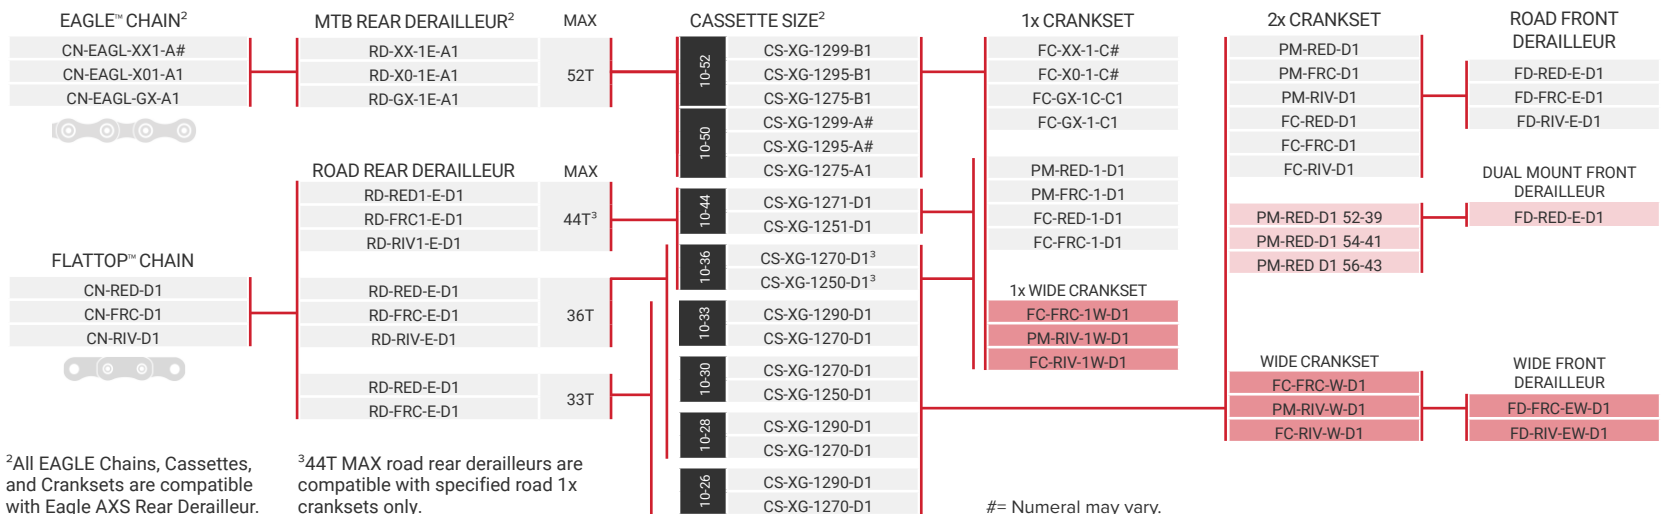 EAGLE™ CHAIN²
CN-EAGL-XX1-A#
CN-EAGL-X01-A1
CN-EAGL-GX-A1
FLATTOP™ CHAIN
CN-RED-D1
CN-FRC-D1
CN-RIV-D1
²All EAGLE Chains, Cassettes,
and Cranksets are compatible
with Eagle AXS Rear Derailleur.
MTB REAR DERAILLEUR²
MAX
RD-XX-1E-A1
RD-X0-1E-A1
RD-GX-1E-A1
52T
ROAD REAR DERAILLEUR
MAX
RD-RED1-E-D1
RD-FRC1-E-D1
RD-RIV1-E-D1
44T³
RD-RED-E-D1
RD-FRC-E-D1
RD-RIV-E-D1
36T
RD-RED-E-D1
RD-FRC-E-D1
33T
³44T MAX road rear derailleurs are
compatible with specified road 1x
cranksets only.
CASSETTE SIZE²
10-52
CS-XG-1299-B1
CS-XG-1295-B1
CS-XG-1275-B1
10-50
CS-XG-1299-A#
CS-XG-1295-A#
CS-XG-1275-A1
10-44
CS-XG-1271-D1
CS-XG-1251-D1
10-36
CS-XG-1270-D1³
CS-XG-1250-D1³
10-33
CS-XG-1290-D1
CS-XG-1270-D1
10-30
CS-XG-1270-D1
CS-XG-1250-D1
10-28
CS-XG-1290-D1
CS-XG-1270-D1
10-26
CS-XG-1290-D1
CS-XG-1270-D1
1x CRANKSET
FC-XX-1-C#
FC-X0-1-C#
FC-GX-1C-C1
FC-GX-1-C1
PM-RED-1-D1
PM-FRC-1-D1
FC-RED-1-D1
FC-FRC-1-D1
1x WIDE CRANKSET
FC-FRC-1W-D1
PM-RIV-1W-D1
FC-RIV-1W-D1
#= Numeral may vary.
2x CRANKSET
PM-RED-D1
PM-FRC-D1
PM-RIV-D1
FC-RED-D1
FC-FRC-D1
FC-RIV-D1
PM-RED-D1 52-39
PM-RED-D1 54-41
PM-RED D1 56-43
WIDE CRANKSET
FC-FRC-W-D1
PM-RIV-W-D1
FC-RIV-W-D1
ROAD FRONT
DERAILLEUR
FD-RED-E-D1
FD-FRC-E-D1
FD-RIV-E-D1
DUAL MOUNT FRONT
DERAILLEUR
FD-RED-E-D1
WIDE FRONT
DERAILLEUR
FD-FRC-EW-D1
FD-RIV-EW-D1